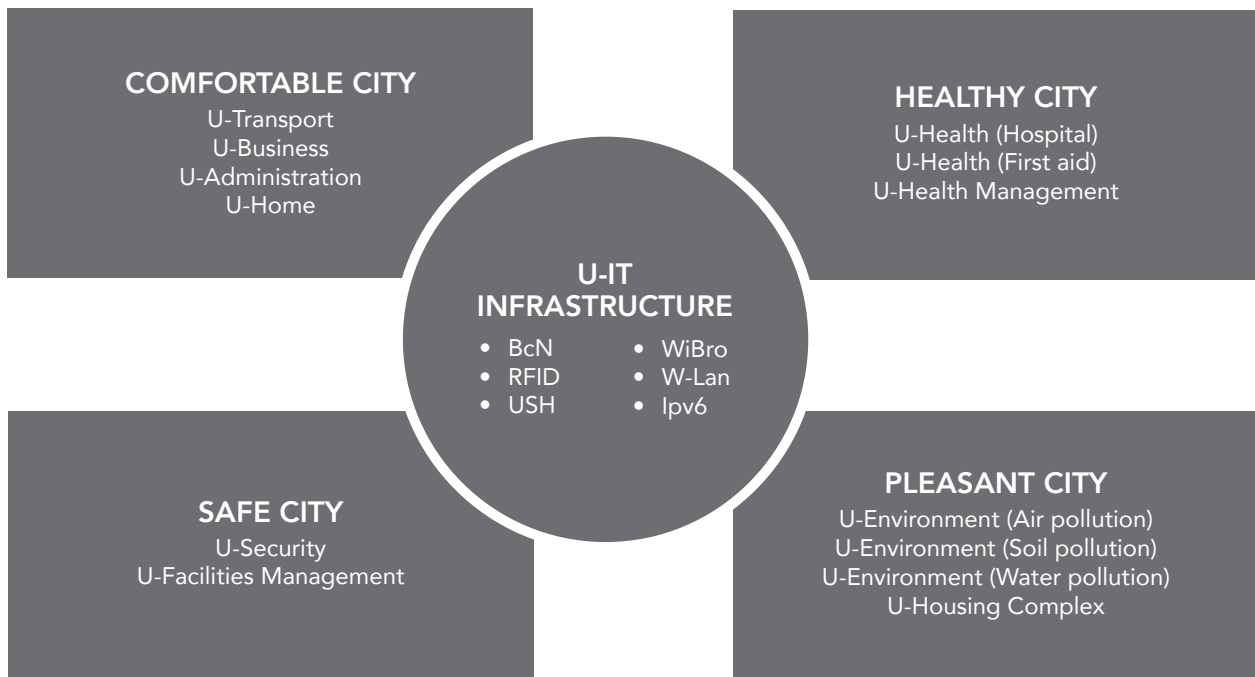 COMFORTABLE CITY
U-Transport
U-Business
U-Administration
U-Home
HEALTHY CITY
U-Health (Hospital)
U-Health (First aid)
U-Health Management
U-IT
INFRASTRUCTURE
• BcN
• RFID
• USH
• WiBro
• W-Lan
• Ipv6
SAFE CITY
U-Security
U-Facilities Management
PLEASANT CITY
U-Environment (Air pollution)
U-Environment (Soil pollution)
U-Environment (Water pollution)
U-Housing Complex